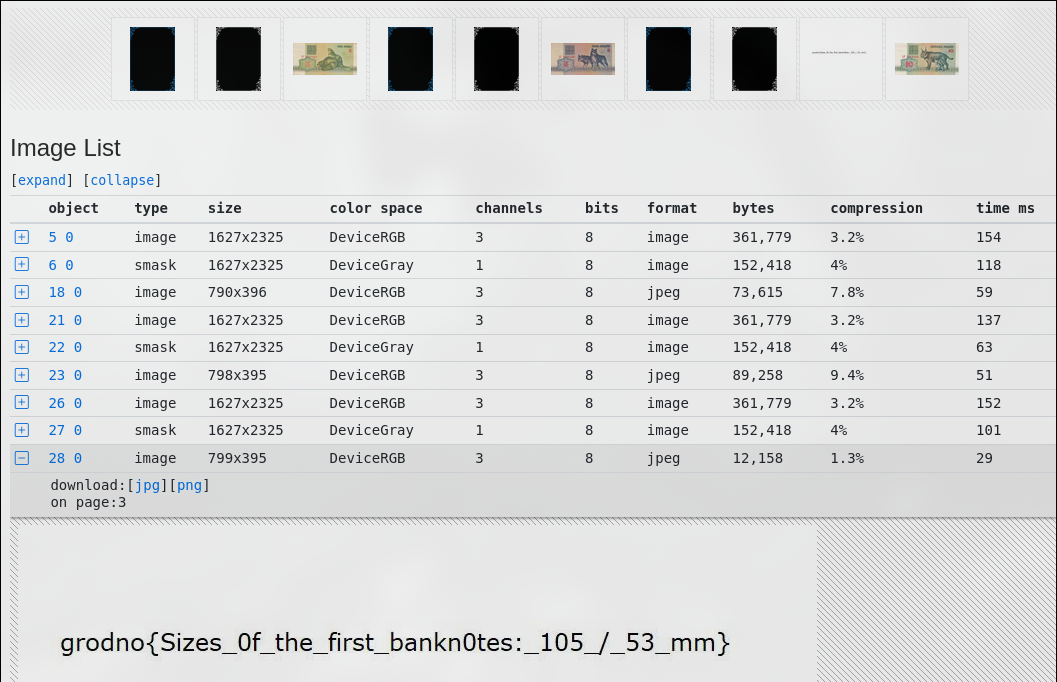 Image List
[expand] [collapse]
object type size color space channels bits format bytes compression time ms
5 0 image 1627x2325 DeviceRGB 3 8 image 361,779 3.2% 154
6 0 smask 1627x2325 DeviceGray 1 8 image 152,418 4% 118
18 0 image 790x396 DeviceRGB 3 8 jpeg 73,615 7.8% 59
21 0 image 1627x2325 DeviceRGB 3 8 image 361,779 3.2% 137
22 0 smask 1627x2325 DeviceGray 1 8 image 152,418 4% 63
23 0 image 798x395 DeviceRGB 3 8 jpeg 89,258 9.4% 51
26 0 image 1627x2325 DeviceRGB 3 8 image 361,779 3.2% 152
27 0 smask 1627x2325 DeviceGray 1 8 image 152,418 4% 101
28 0 image 799x395 DeviceRGB 3 8 jpeg 12,158 1.3% 29
download:[jpg][png]
on page:3
grodno{Sizes_0f_the_first_bankn0tes:_105_/_53_mm}